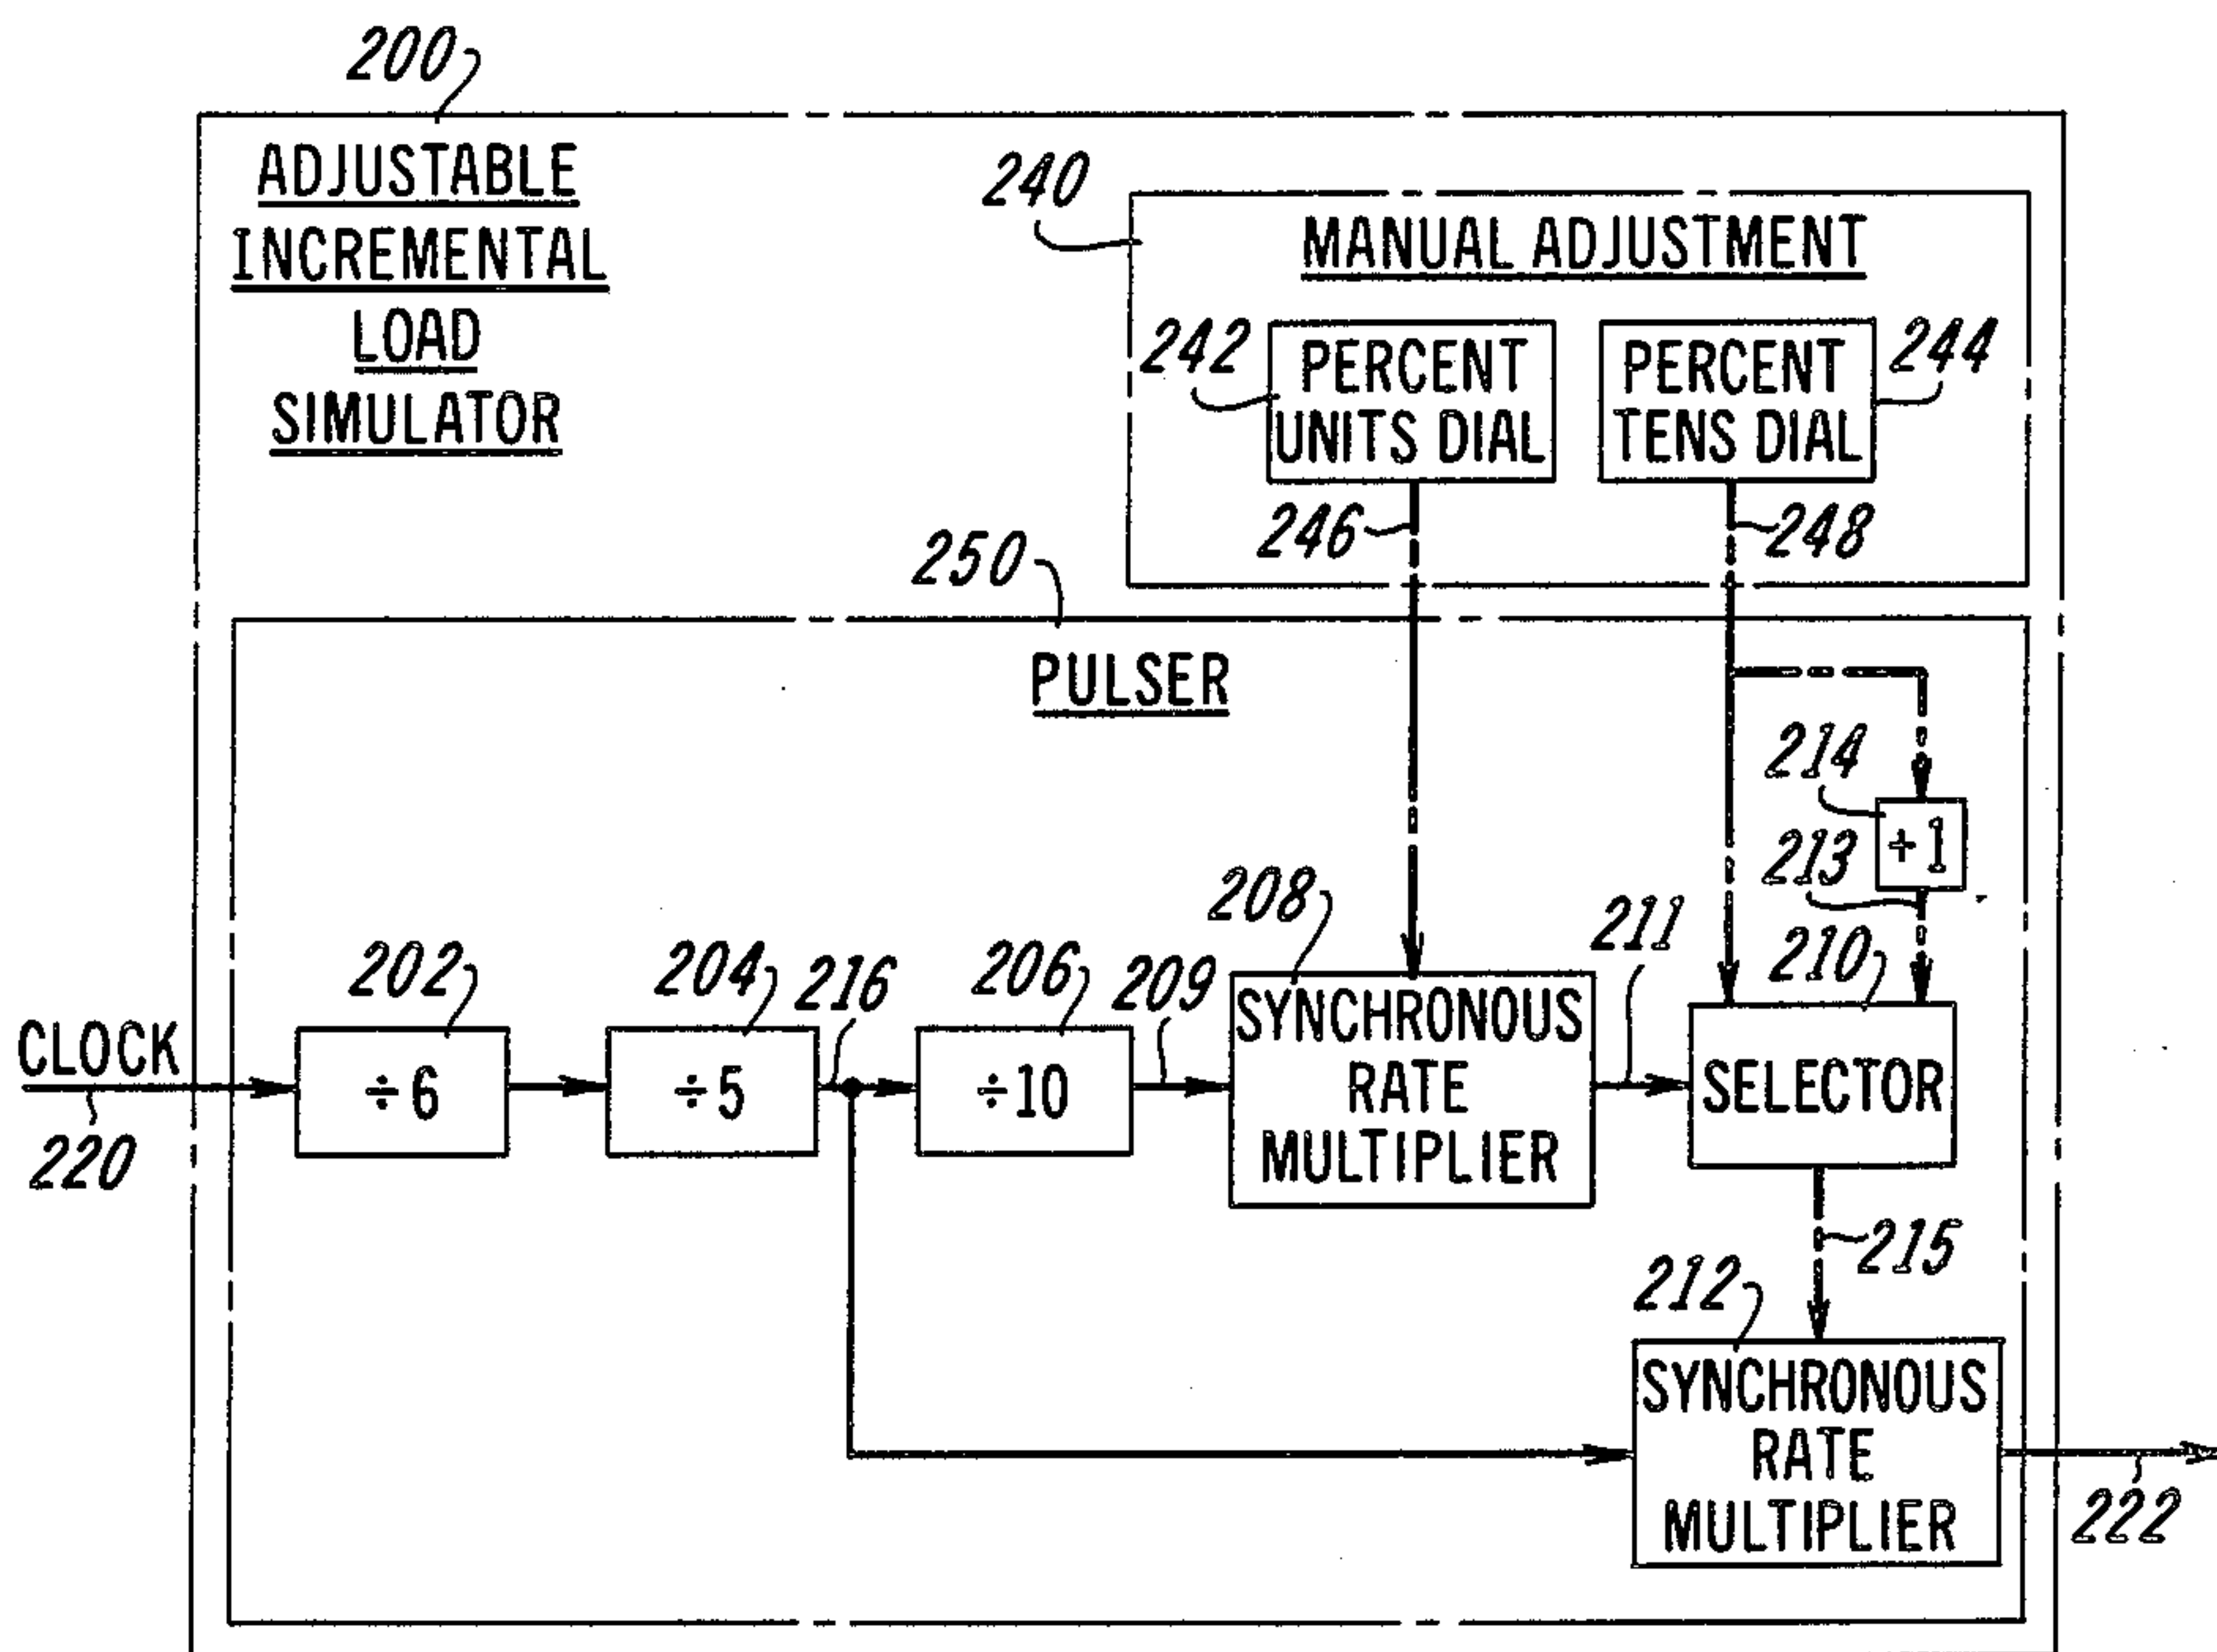 200
ADJUSTABLE
INCREMENTAL
LOAD
SIMULATOR
240
MANUAL ADJUSTMENT
242
PERCENT
UNITS DIAL
PERCENT
TENS DIAL
244
246
248
250
PULSER
214
+1
213
208
211
210
202
204
216
206
209
CLOCK
220
÷6
÷5
÷10
SYNCHRONOUS
RATE
MULTIPLIER
SELECTOR
215
212
SYNCHRONOUS
RATE
MULTIPLIER
222